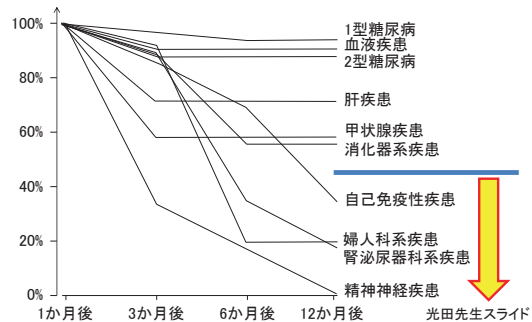 100%
80%
60%
40%
20%
0%
1型糖尿病
血液疾患
2型糖尿病
肝疾患
甲状腺疾患
消化器系疾患
自己免疫性疾患
婦人科系疾患
腎泌尿器科系疾患
精神神経疾患
1か月後
3か月後
6か月後
12か月後
光田先生スライド